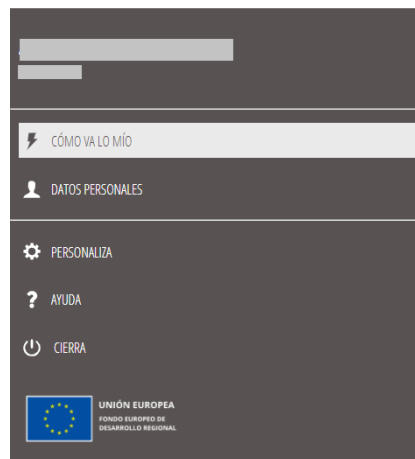 CÓMO VA LO MÍO
DATOS PERSONALES
PERSONALIZA
AYUDA
CIERRA
UNIÓN EUROPEA
FONDO EUROPEO DE
DESARROLLO REGIONAL